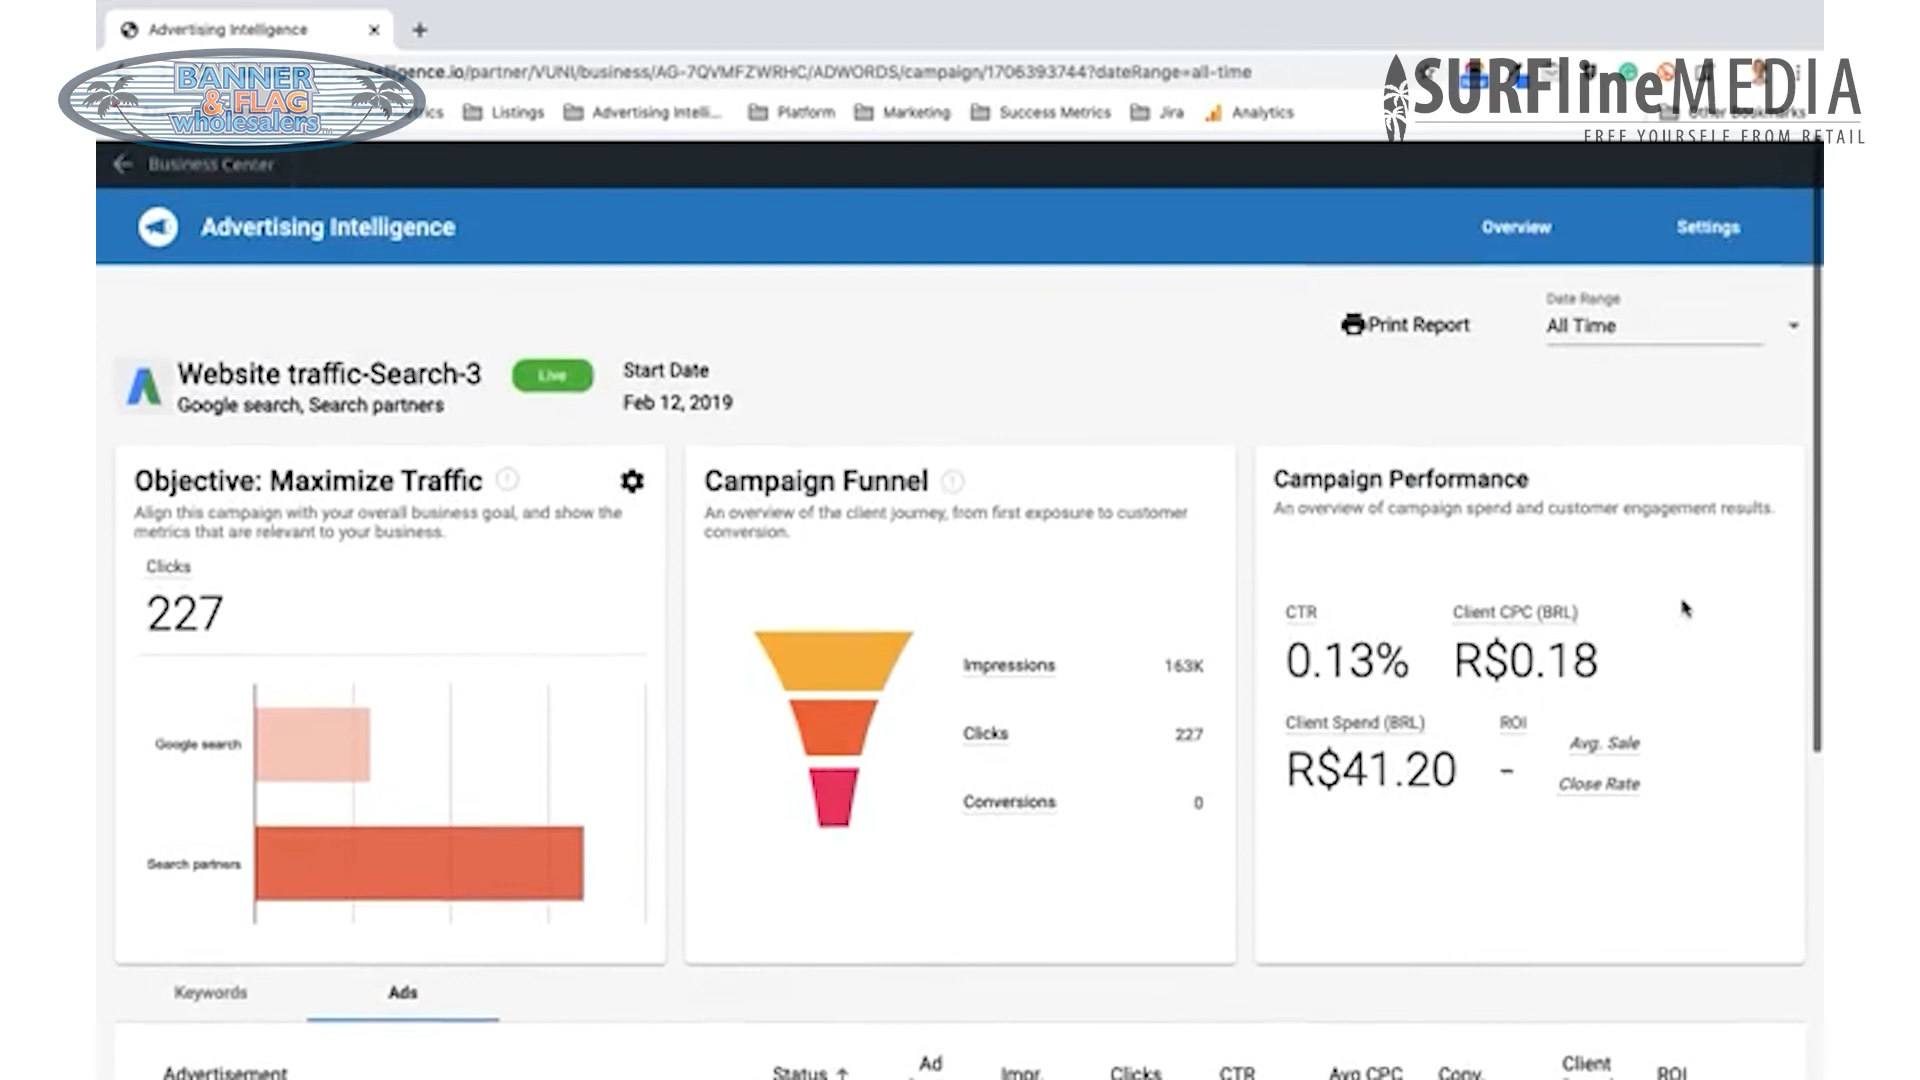 Advertising Intelligence
BANNER
& FLAG
wholesalers
SURFlineMEDIA
FREE YOURSELF FROM RETAIL
elligence.io/partner/VUNI/business/AG-7QVMFZWRHC/ADWORDS/campaign/1706393744?dateRange=all-time
Listings
Advertising Intelli...
Platform
Marketing
Success Metrics
Jira
Analytics
Other Bookmarks
Business Center
Advertising Intelligence
Overview
Settings
Print Report
Date Range
All Time
Website traffic-Search-3
Google search, Search partners
Live
Start Date
Feb 12, 2019
Objective: Maximize Traffic
Align this campaign with your overall business goal, and show the
metrics that are relevant to your business.
Clicks
227
Google search
Search partners
Campaign Funnel
An overview of the client journey, from first exposure to customer
conversion.
Impressions 163K
Clicks 227
Conversions 0
Campaign Performance
An overview of campaign spend and customer engagement results.
CTR
0.13%
Client CPC (BRL)
R$0.18
Client Spend (BRL)
R$41.20
ROI
-
Avg. Sale
Close Rate
Keywords
Ads
Advertisement
Status
Ad
Impr.
Clicks
CTR
Avg CPC
Conv.
Client
ROI